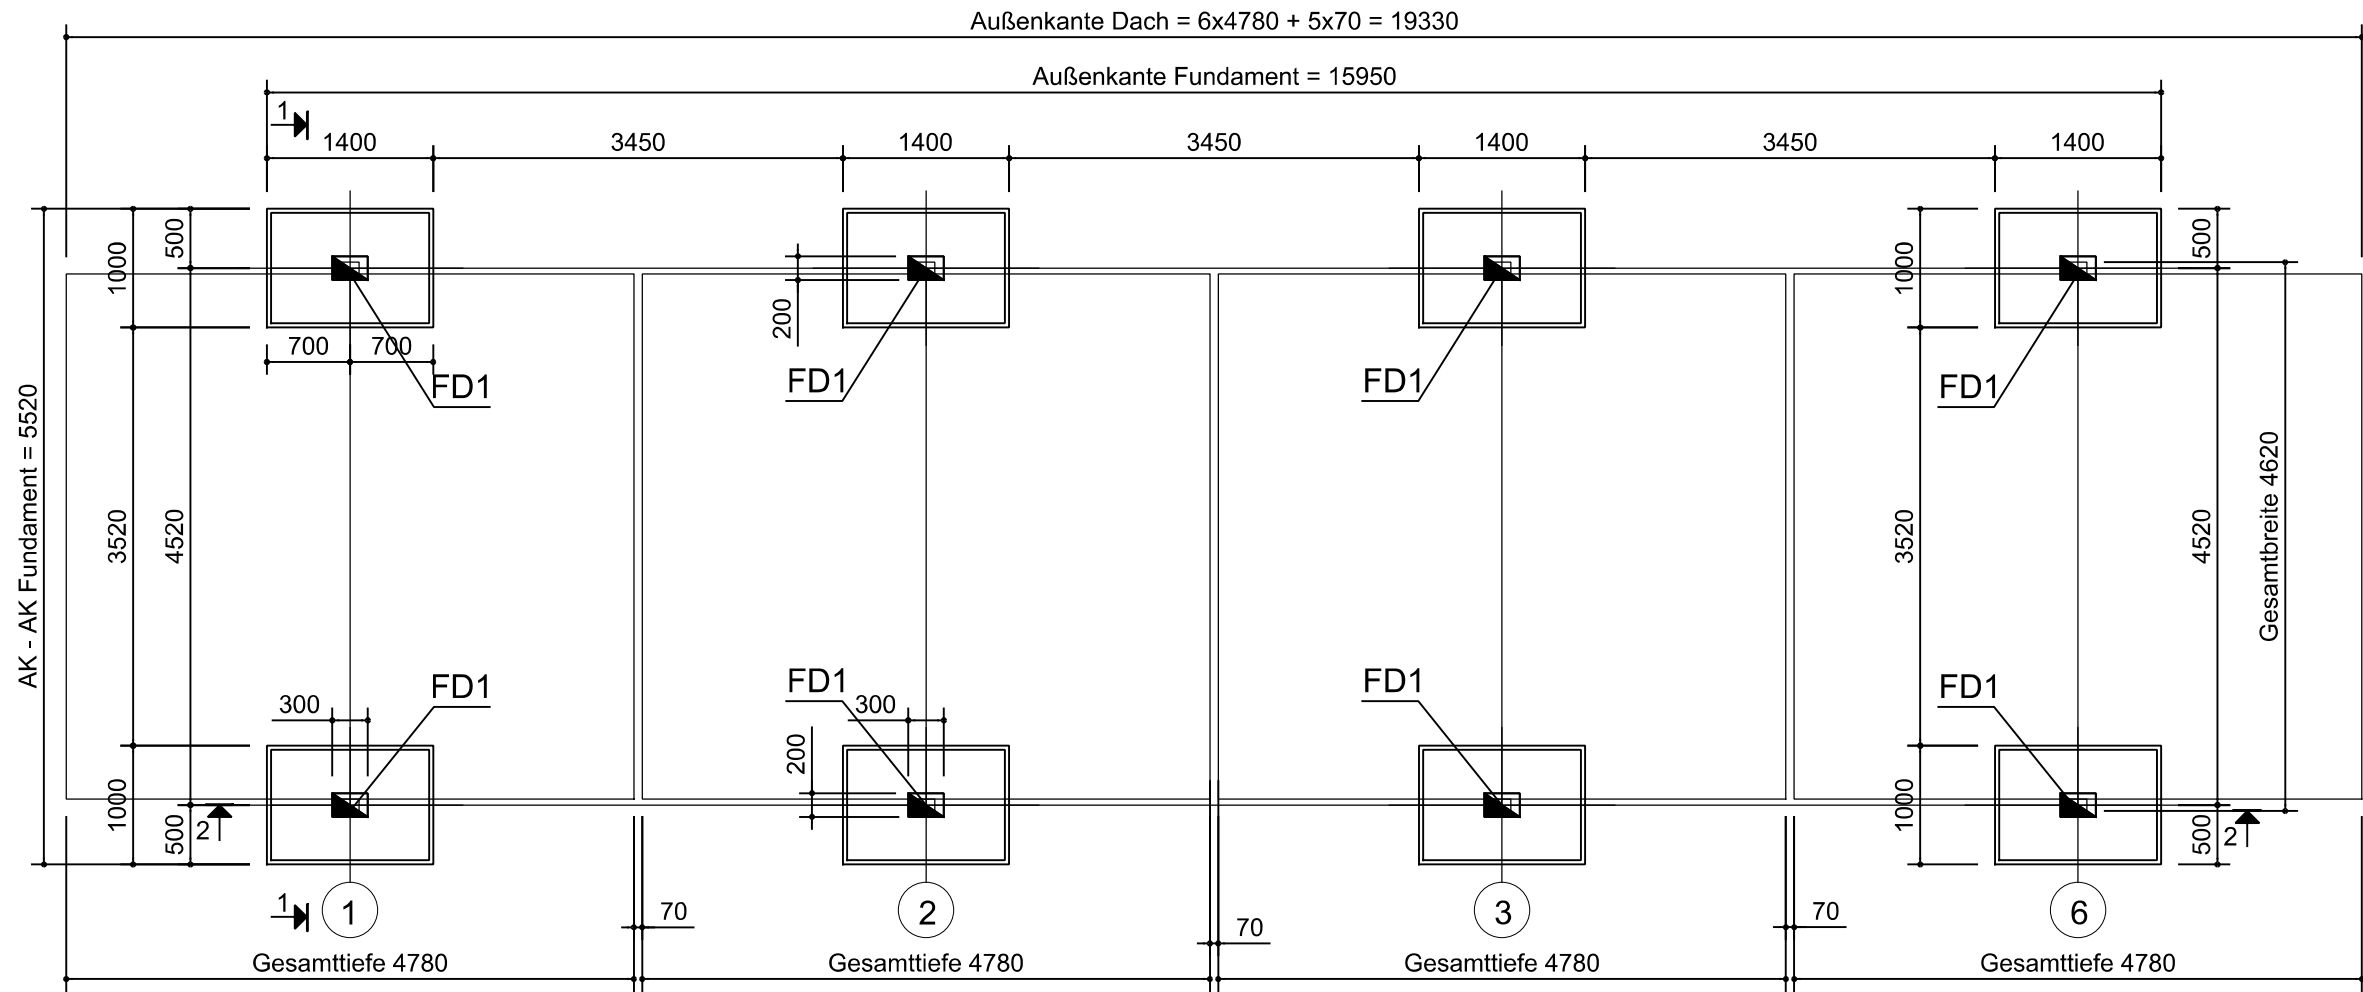 Außenkante Dach = 6x4780 + 5x70 = 19330
Außenkante Fundament = 15950
1
1400
3450
1400
3450
1400
3450
1400
500
1000
1000
500
200
700
700
FD1
FD1
FD1
FD1
AK - AK Fundament = 5520
3520
4520
3520
4520
Gesamtbreite 4620
FD1
FD1
FD1
FD1
300
300
200
1000
500
2
1000
500
2
1
1
2
3
6
70
70
70
Gesamttiefe 4780
Gesamttiefe 4780
Gesamttiefe 4780
Gesamttiefe 4780